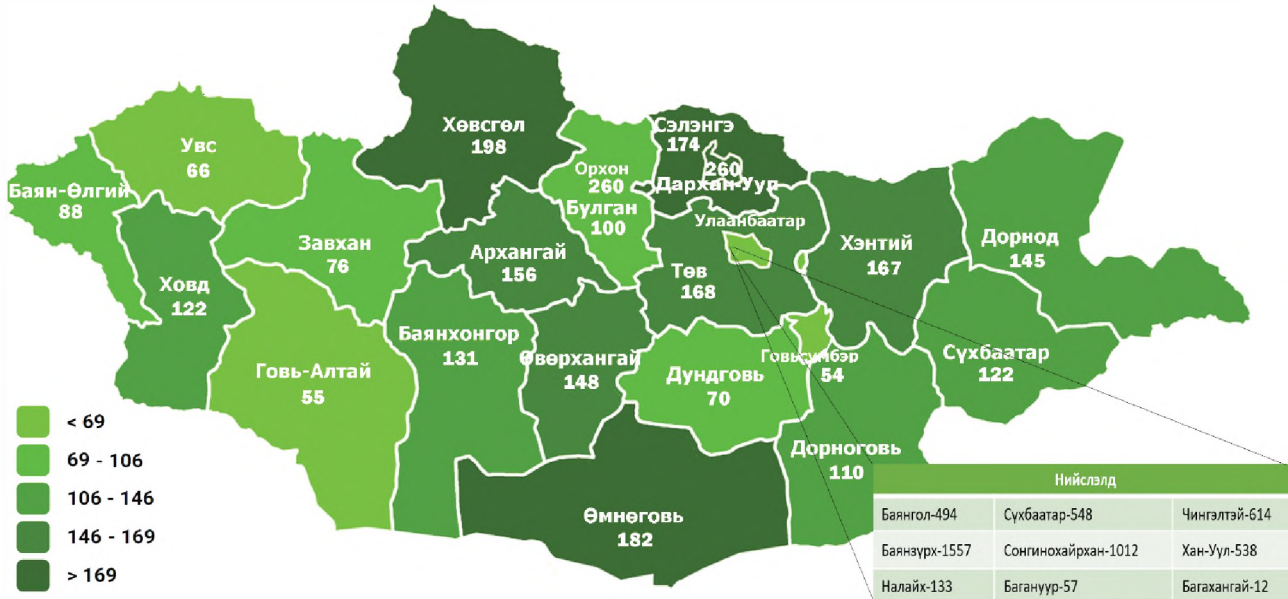 Хөвсгөл
198
Сэлэнгэ
174
Увс
66
Орхон
260
260
Дархан-Уул
Баян-Өлгий
88
Булган
100
Улаанбаатар
Завхан
76
Архангай
156
Хэнтий
167
Дорнод
145
Ховд
122
Төв
168
Баянхонгор
131
Өвөрхангай
148
Говьсүмбэр
54
Сүхбаатар
122
Говь-Алтай
55
Дундговь
70
Дорноговь
110
Өмнөговь
182
< 69
69 - 106
106 - 146
146 - 169
> 169
Нийслэлд
Баянгол-494 Сүхбаатар-548 Чингэлтэй-614
Баянзүрх-1557 Сонгинохайрхан-1012 Хан-Уул-538
Налайх-133 Багануур-57 Багахангай-12